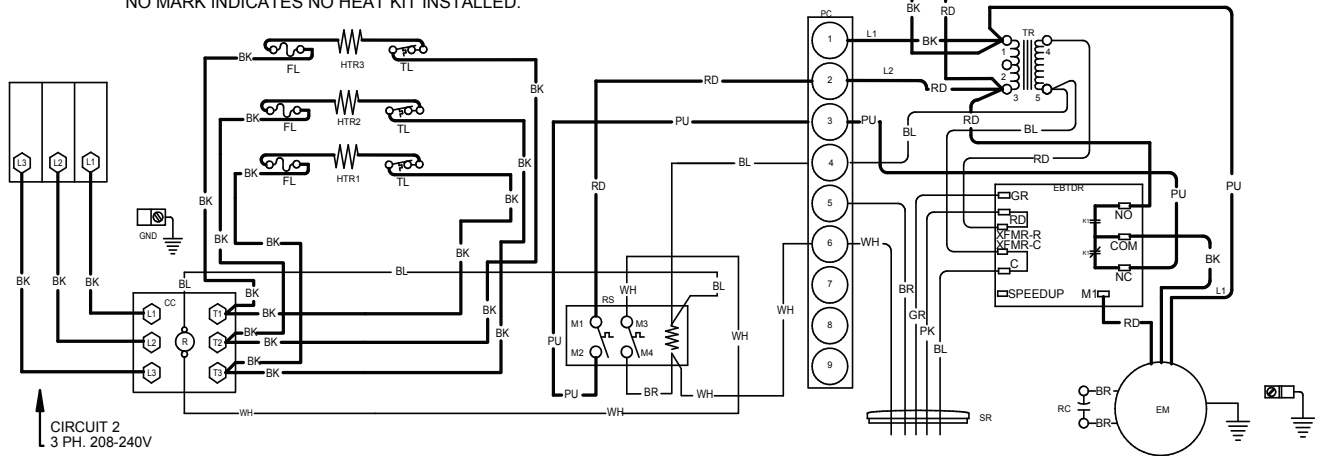 NO MARK INDICATES NO HEAT KIT INSTALLED.
BK
RD
PC
1
2
3
4
5
6
7
8
9
L1
BK
L2
RD
TR
1
2
3
4
5
PU
RD
BL
BL
RD
PU
PU
BK
L1
BK
FL
HTR3
TL
BK
BK
FL
HTR2
TL
BK
BK
FL
HTR1
TL
BK
L3
L2
L1
BK
BK
BK
GND
BK
BK
BK
BL
BL
CC
L1
L2
L3
R
T1
T2
T3
BK
BK
BK
BK
BK
BK
RD
RD
PU
PU
PU
BL
BL
WH
WH
RS
M1
M2
M3
M4
BR
WH
WH
WH
WH
WH
WH
BR
GR
PK
BL
SR
EBTDR
GR
RD
XFMR-R
XFMR-C
C
SPEEDUP
M1
K1
K1
NO
COM
NC
RD
RC
BR
BR
EM
CIRCUIT 2
3 PH. 208-240V